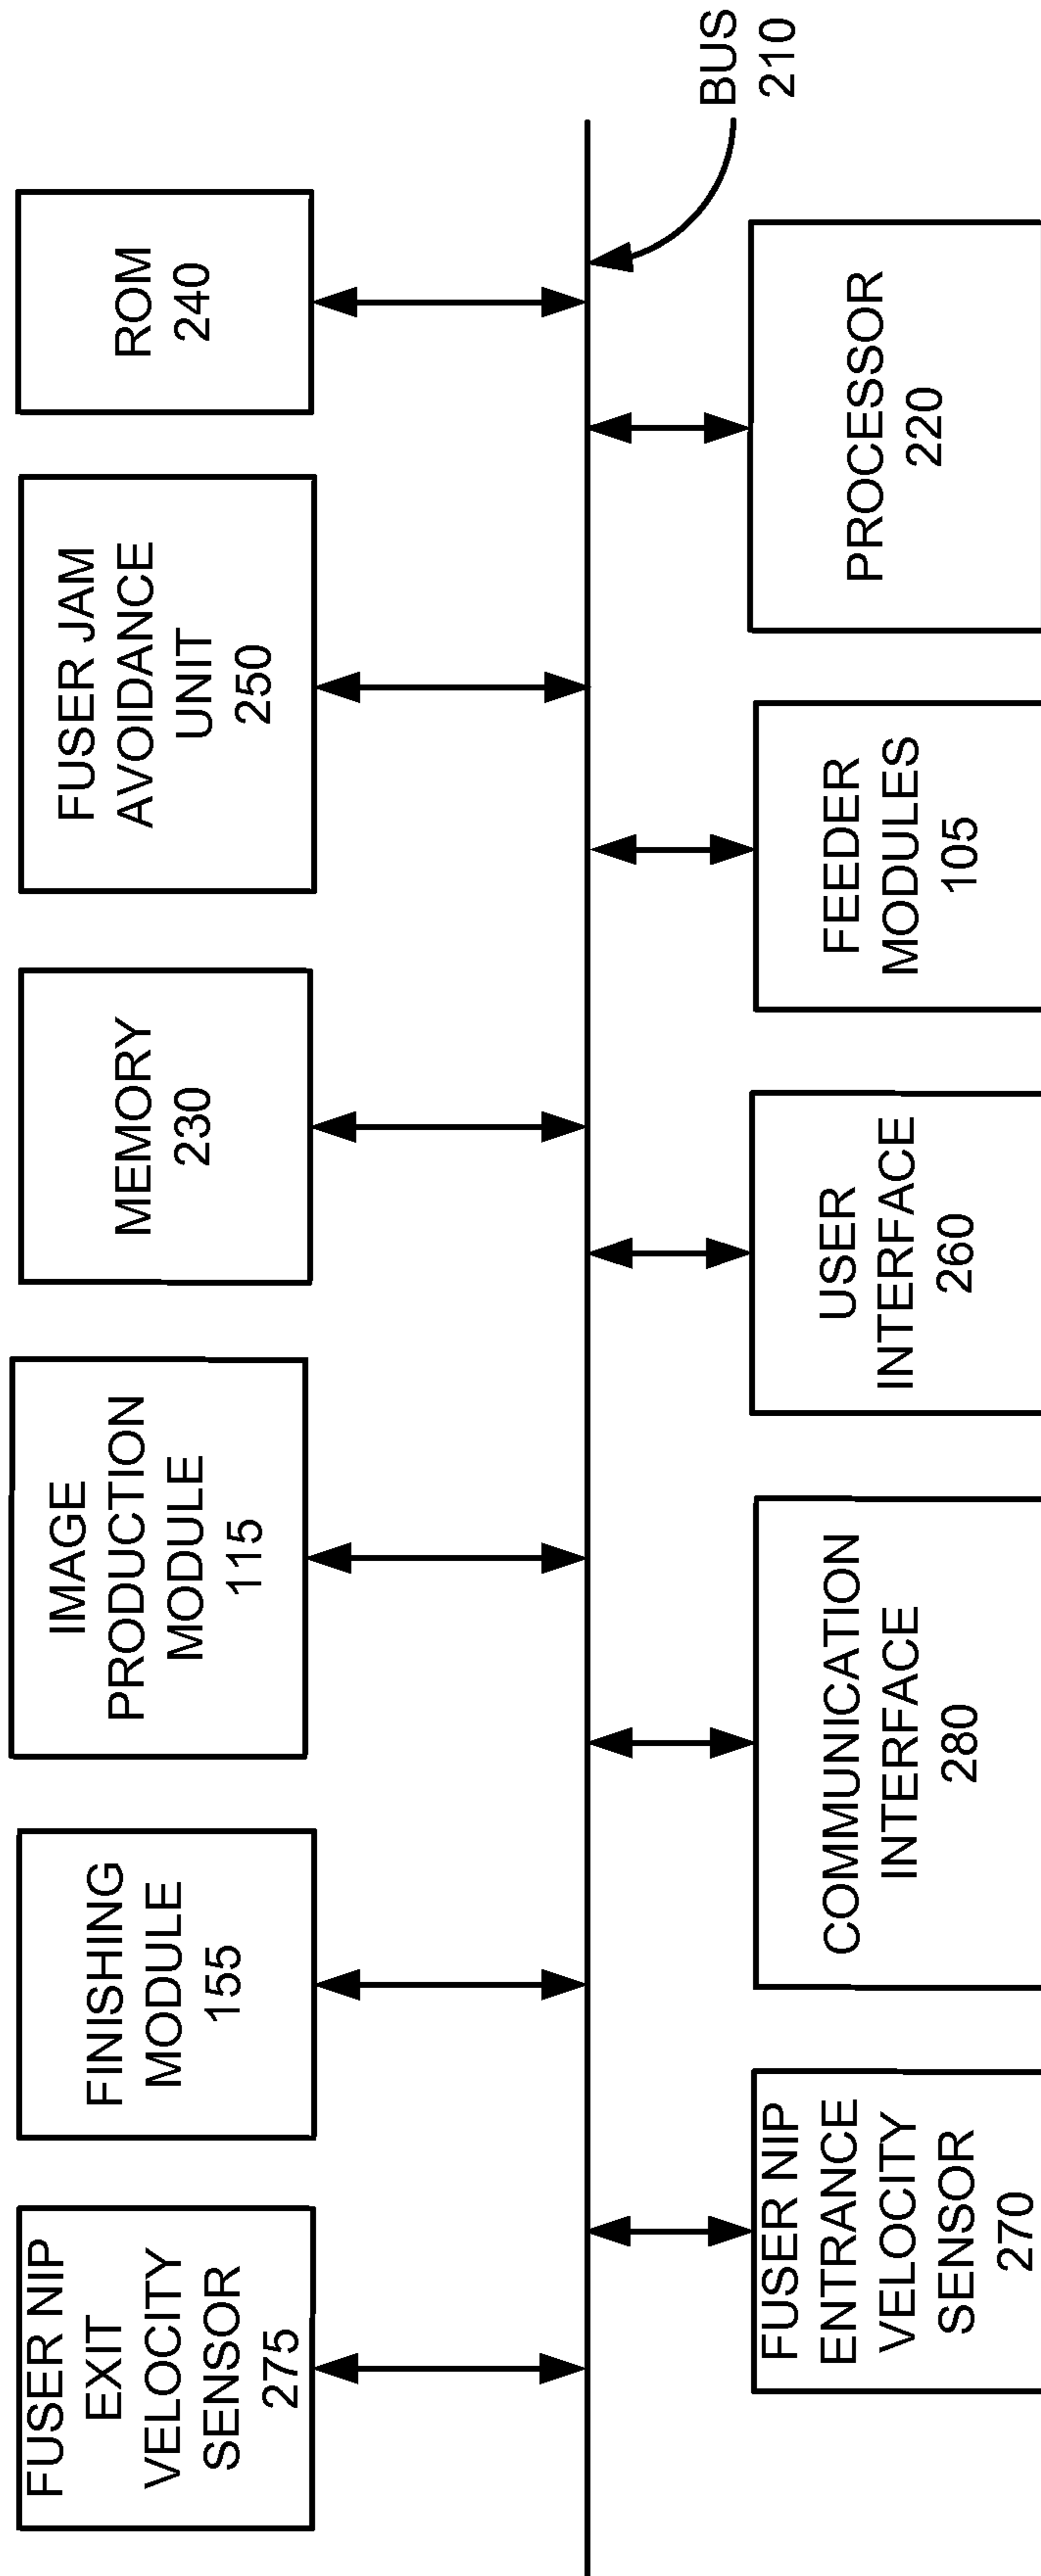 FUSER NIP
EXIT
VELOCITY
SENSOR
275
FINISHING
MODULE
155
IMAGE
PRODUCTION
MODULE
115
MEMORY
230
FUSER JAM
AVOIDANCE
UNIT
250
ROM
240
BUS
210
FUSER NIP
ENTRANCE
VELOCITY
SENSOR
270
COMMUNICATION
INTERFACE
280
USER
INTERFACE
260
FEEDER
MODULES
105
PROCESSOR
220